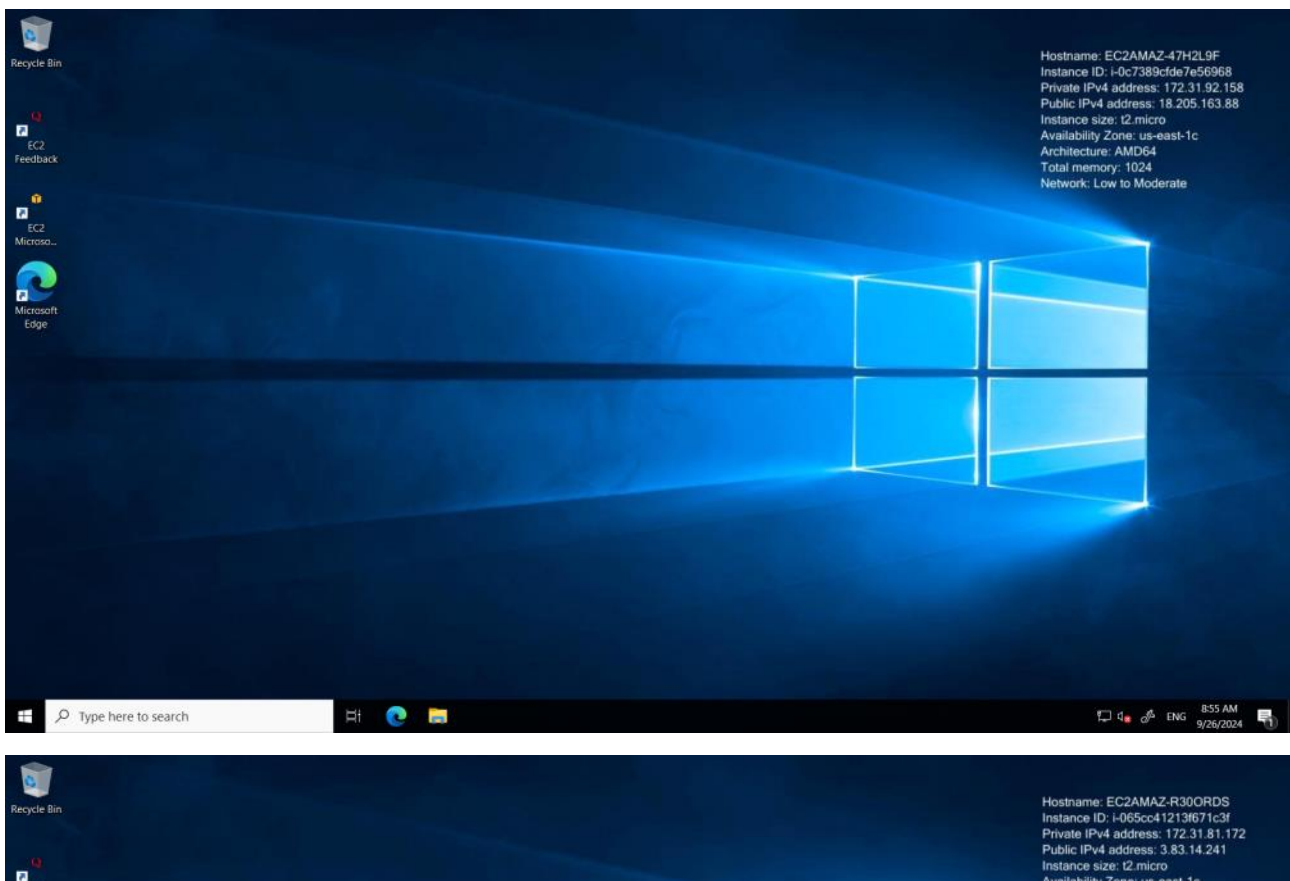 Recycle Bin
EC2
Feedback
EC2
Microso...
Microsoft
Edge
Hostname: EC2AMAZ-47H2L9F
Instance ID: i-0c7389cfde7e56968
Private IPv4 address: 172.31.92.158
Public IPv4 address: 18.205.163.88
Instance size: t2.micro
Availability Zone: us-east-1c
Architecture: AMD64
Total memory: 1024
Network: Low to Moderate
Type here to search
ENG
8:55 AM
9/26/2024
1
Recycle Bin
Hostname: EC2AMAZ-R30ORDS
Instance ID: i-065cc41213f671c3f
Private IPv4 address: 172.31.81.172
Public IPv4 address: 3.83.14.241
Instance size: t2.micro